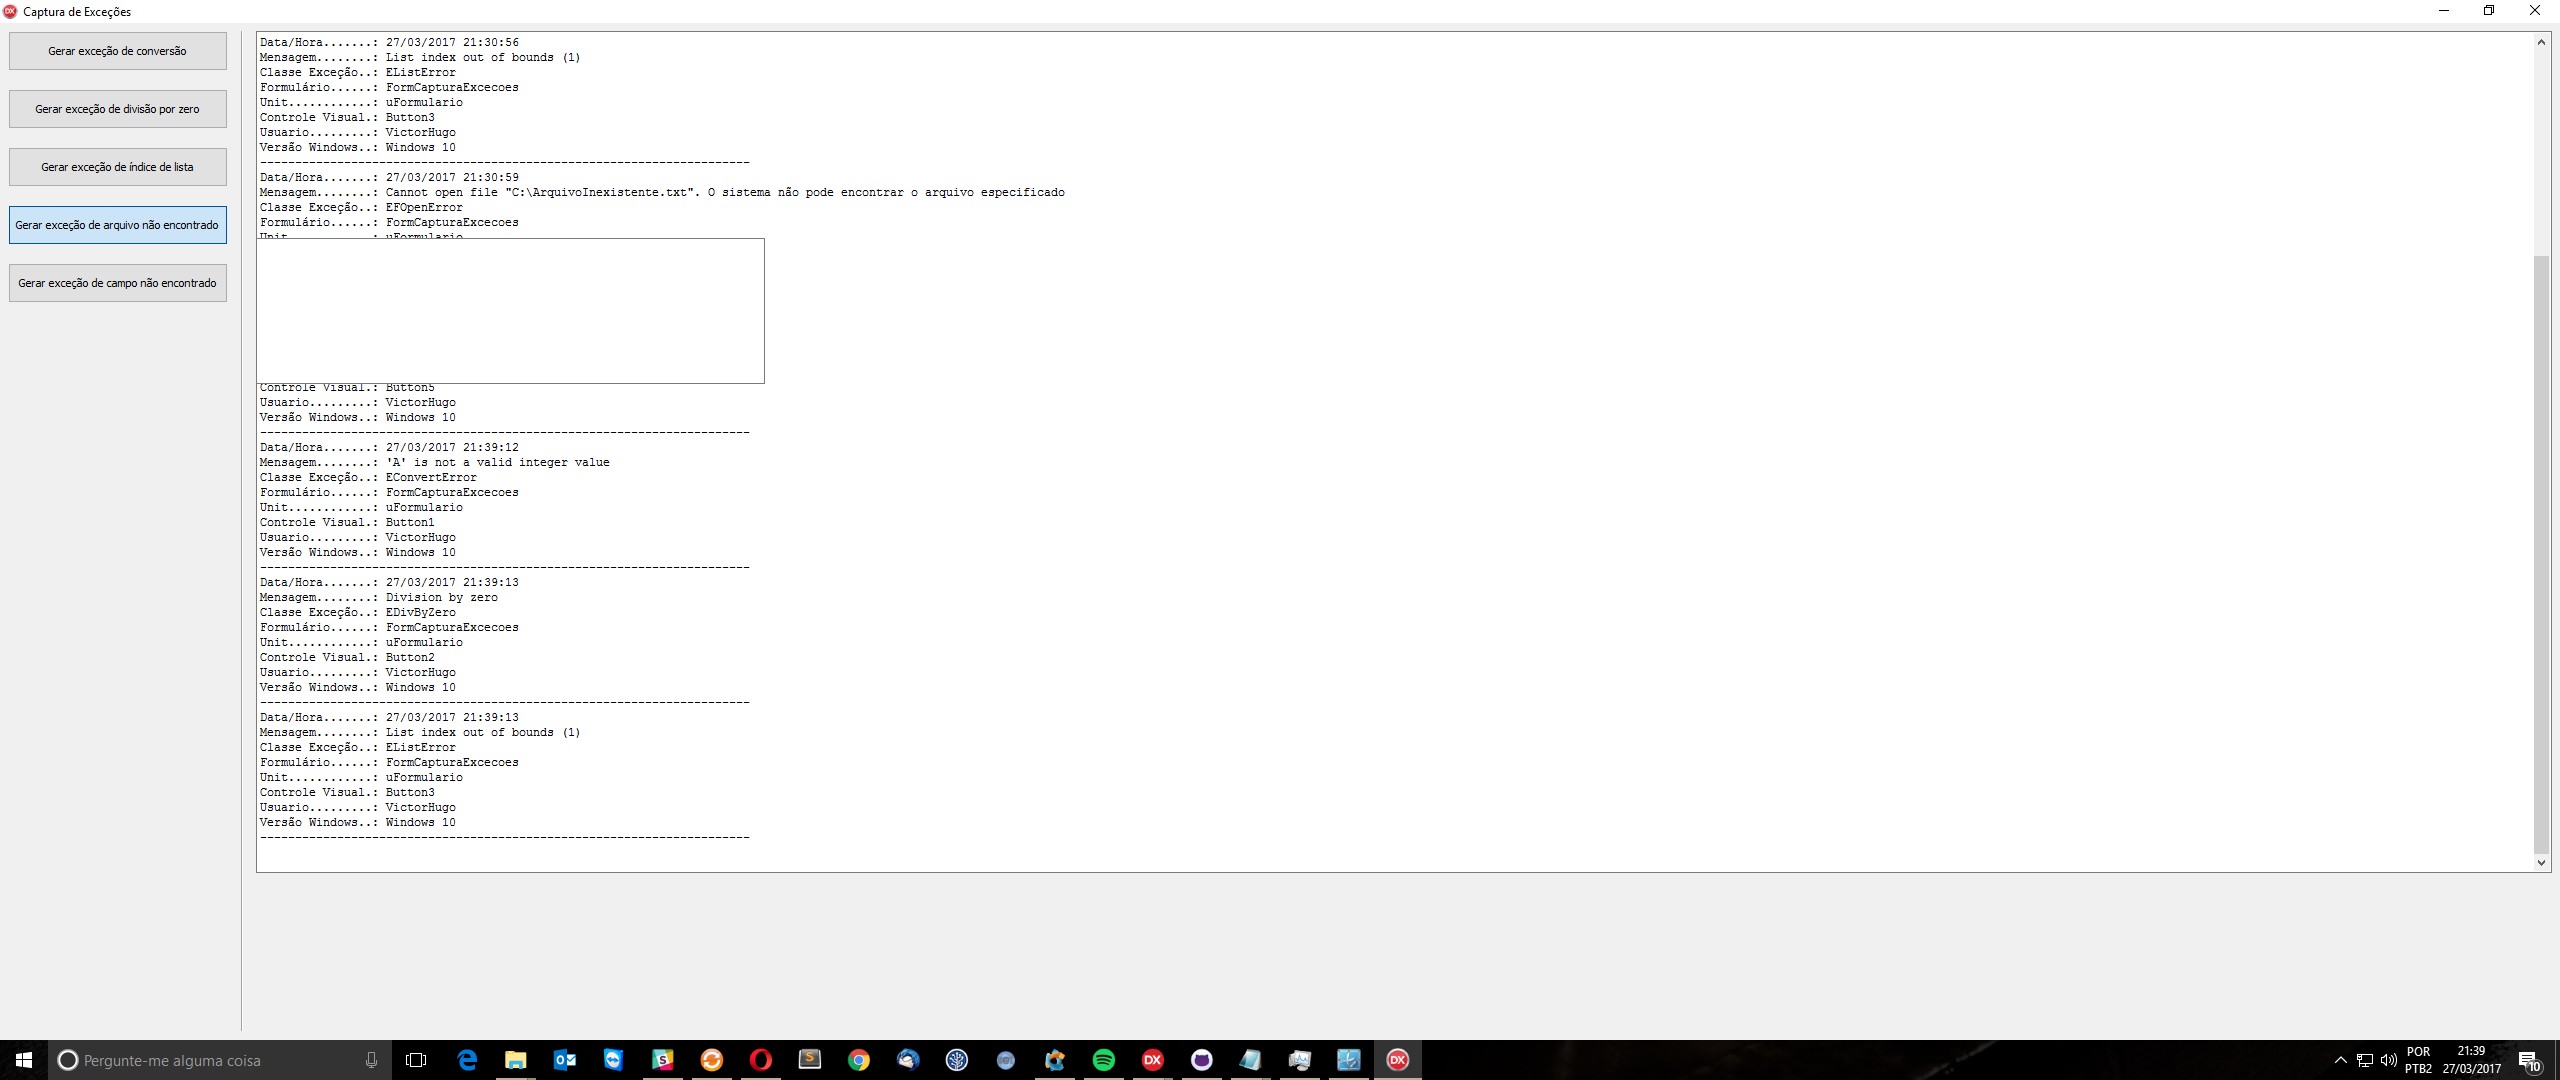 Captura de Exceções
Gerar exceção de conversão
Gerar exceção de divisão por zero
Gerar exceção de índice de lista
Gerar exceção de arquivo não encontrado
Gerar exceção de campo não encontrado
Data/Hora.......: 27/03/2017 21:30:56
Mensagem........: List index out of bounds (1)
Classe Exceção..: EListError
Formulário......: FormCapturaExcecoes
Unit............: uFormulario
Controle Visual.: Button3
Usuario.........: VictorHugo
Versão Windows..: Windows 10
----------------------------------------------------------------------
Data/Hora.......: 27/03/2017 21:30:59
Mensagem........: Cannot open file "C:\ArquivoInexistente.txt". O sistema não pode encontrar o arquivo especificado
Classe Exceção..: EFOpenError
Formulário......: FormCapturaExcecoes
Unit............: uFormulario
Controle Visual.: Button5
Usuario.........: VictorHugo
Versão Windows..: Windows 10
----------------------------------------------------------------------
Data/Hora.......: 27/03/2017 21:39:12
Mensagem........: 'A' is not a valid integer value
Classe Exceção..: EConvertError
Formulário......: FormCapturaExcecoes
Unit............: uFormulario
Controle Visual.: Button1
Usuario.........: VictorHugo
Versão Windows..: Windows 10
----------------------------------------------------------------------
Data/Hora.......: 27/03/2017 21:39:13
Mensagem........: Division by zero
Classe Exceção..: EDivByZero
Formulário......: FormCapturaExcecoes
Unit............: uFormulario
Controle Visual.: Button2
Usuario.........: VictorHugo
Versão Windows..: Windows 10
----------------------------------------------------------------------
Data/Hora.......: 27/03/2017 21:39:13
Mensagem........: List index out of bounds (1)
Classe Exceção..: EListError
Formulário......: FormCapturaExcecoes
Unit............: uFormulario
Controle Visual.: Button3
Usuario.........: VictorHugo
Versão Windows..: Windows 10
----------------------------------------------------------------------
Pergunte-me alguma coisa
POR
PTB2
21:39
27/03/2017
10